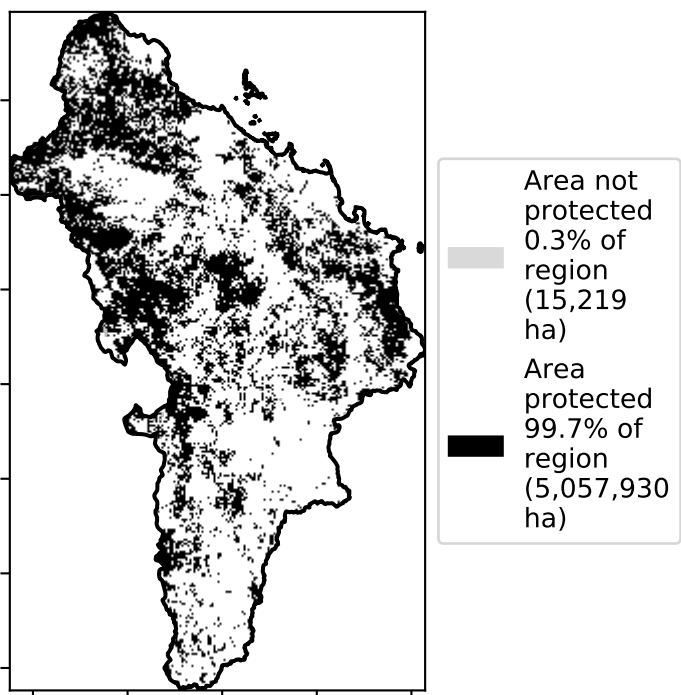 Area not
protected
0.3% of
region
(15,219
ha)
Area
protected
99.7% of
region
(5,057,930
ha)